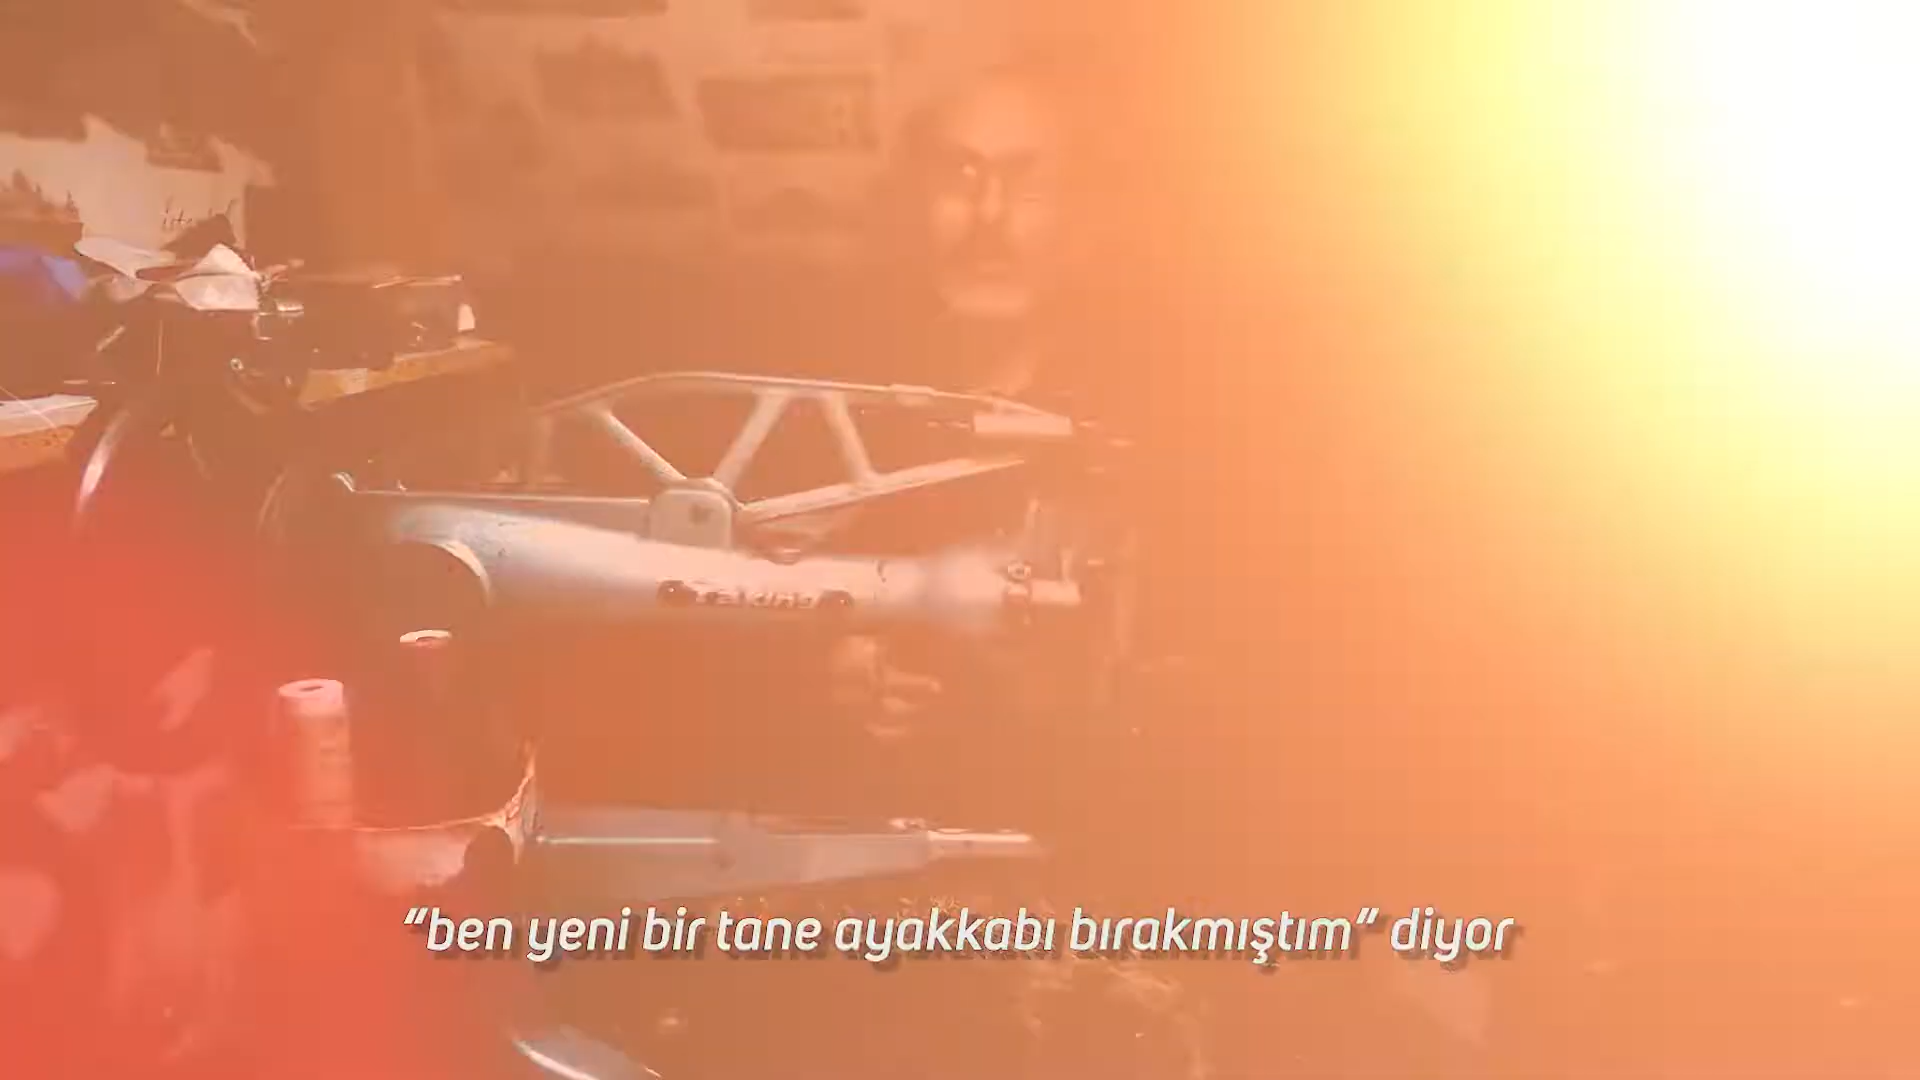 “ben yeni bir tane ayakkabı bırakmıştım” diyor